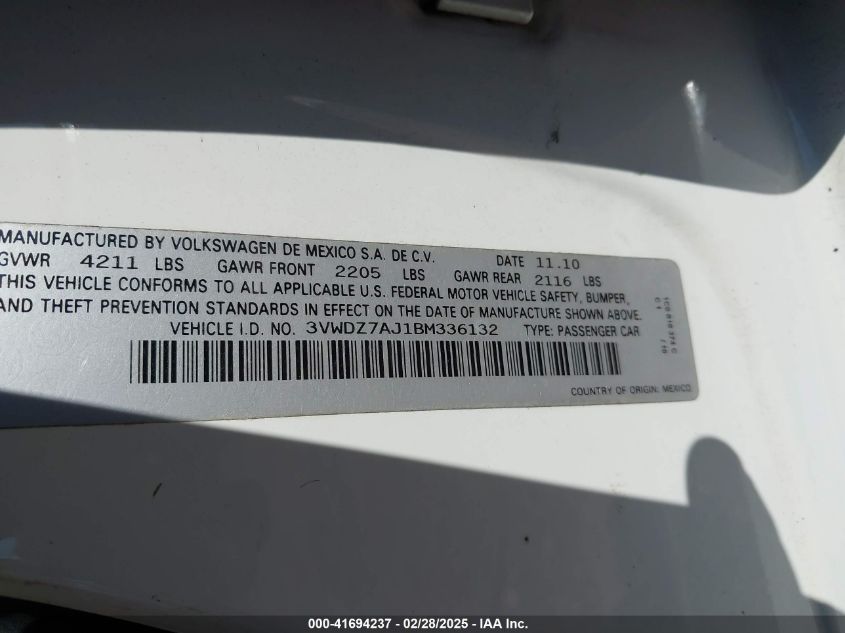 MANUFACTURED BY VOLKSWAGEN DE MEXICO S.A. DE C.V. DATE 11.10
GVWR 4211 LBS GAWR FRONT 2205 LBS GAWR REAR 2116 LBS
THIS VEHICLE CONFORMS TO ALL APPLICABLE U.S. FEDERAL MOTOR VEHICLE SAFETY, BUMPER,
AND THEFT PREVENTION STANDARDS IN EFFECT ON THE DATE OF MANUFACTURE SHOWN ABOVE.
VEHICLE I.D. NO. 3VWDZ7AJ1BM336132 TYPE: PASSENGER CAR
COUNTRY OF ORIGIN: MEXICO
000-41694237 - 02/28/2025 - IAA Inc.